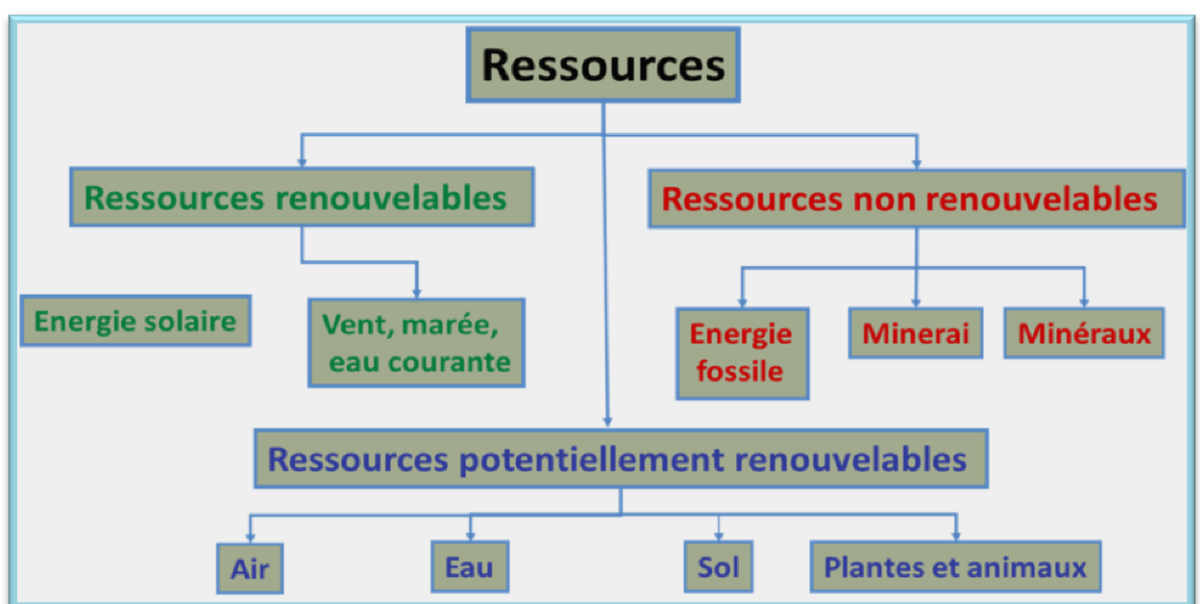 Ressources
Ressources renouvelables
Ressources non renouvelables
Energie solaire
Vent, marée,
eau courante
Energie
fossile
Minerai
Minéraux
Ressources potentiellement renouvelables
Air
Eau
Sol
Plantes et animaux